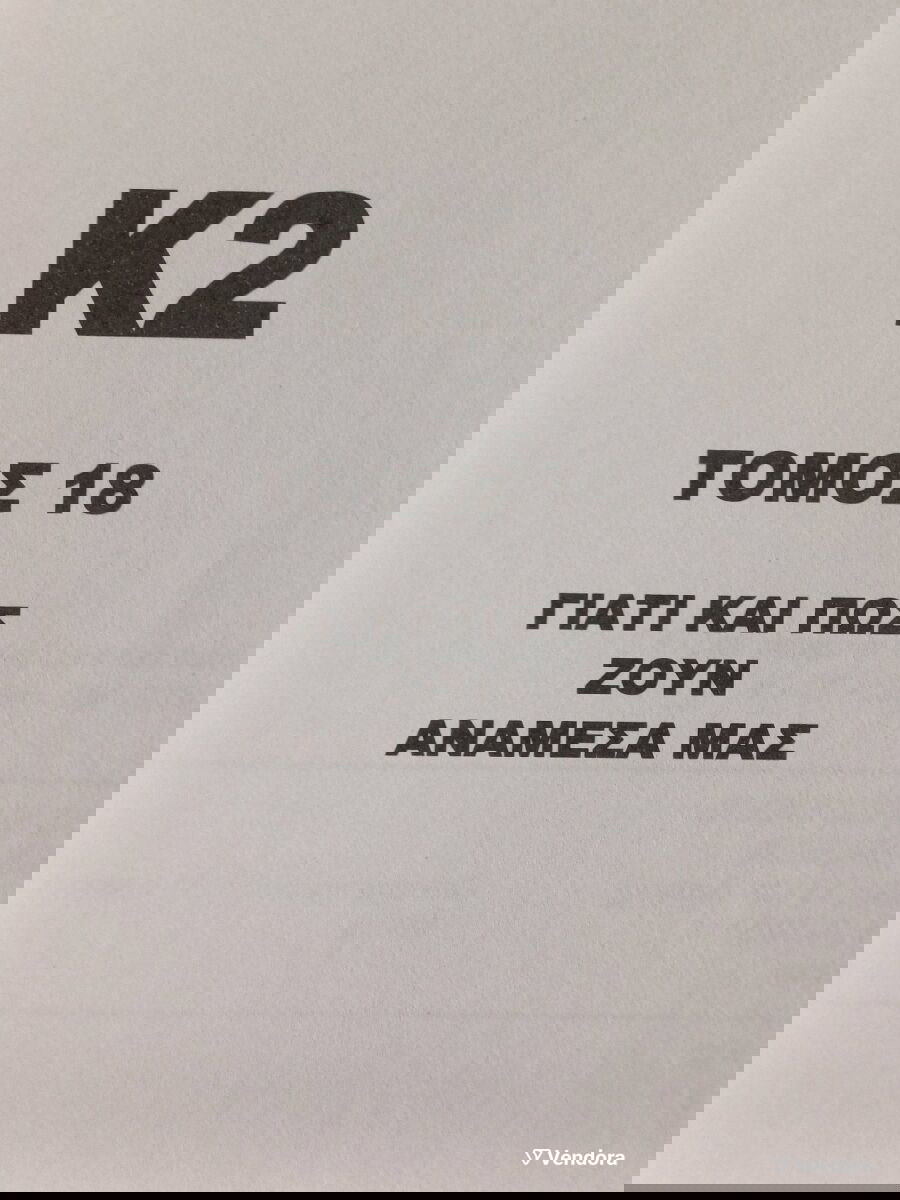 K2
ΤΟΜΟΣ 18
ΓΙΑΤΙ ΚΑΙ ΠΩΣ
ΖΟΥΝ
ΑΝΑΜΕΣΑ ΜΑΣ
Vendora